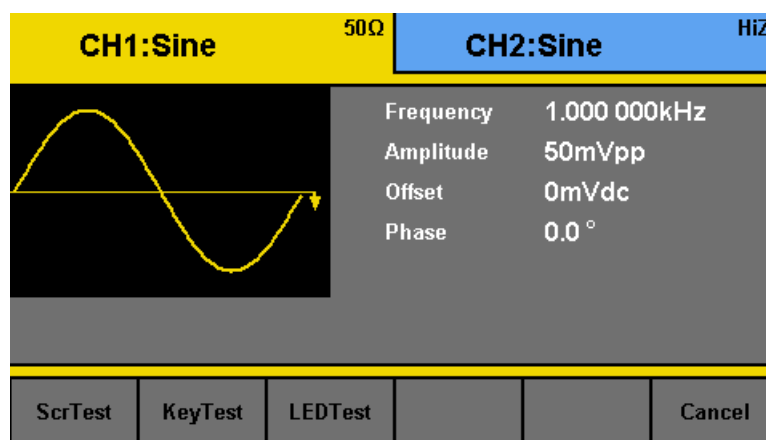 CH1:Sine 50Ω CH2:Sine HiZ
Frequency 1.000 000kHz
Amplitude 50mVpp
Offset 0mVdc
Phase 0.0 °
ScrTest KeyTest LEDTest Cancel